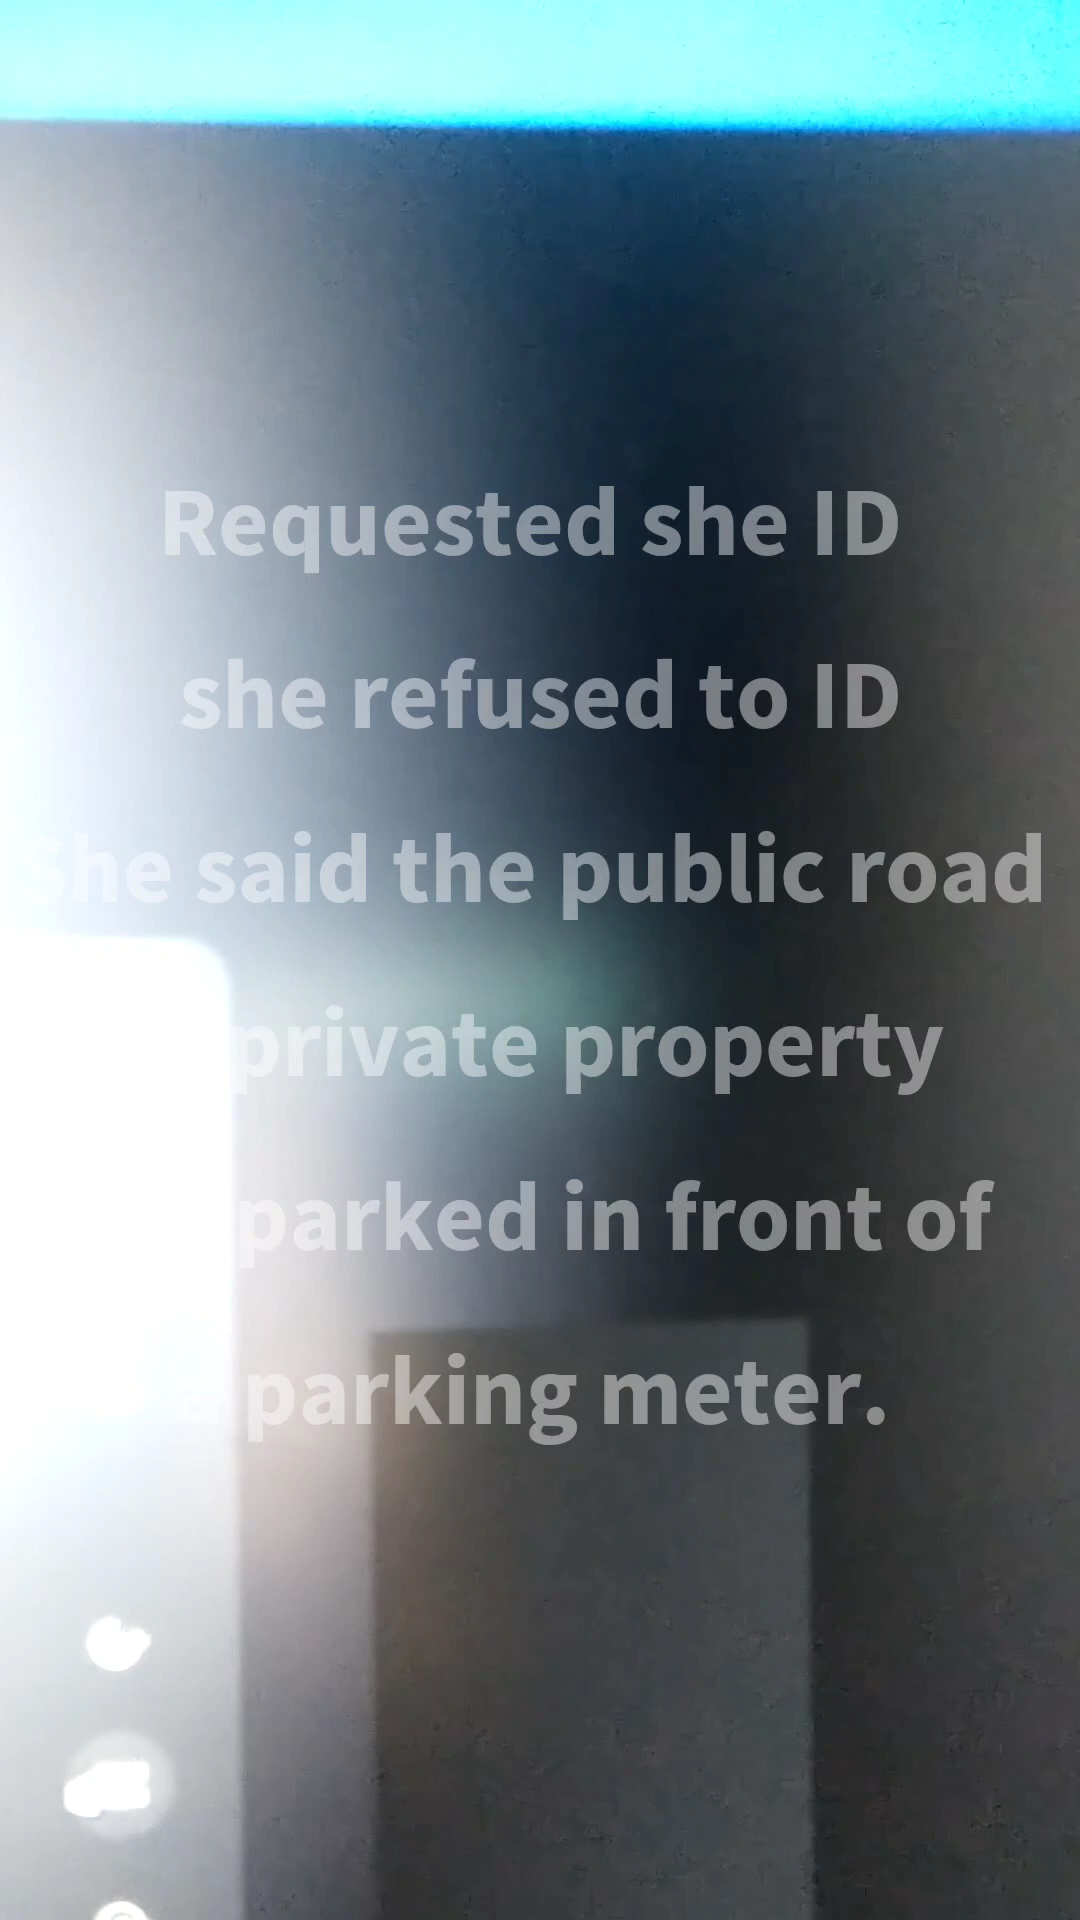 Requested she ID
she refused to ID
She said the public road
private property
parked in front of
a parking meter.